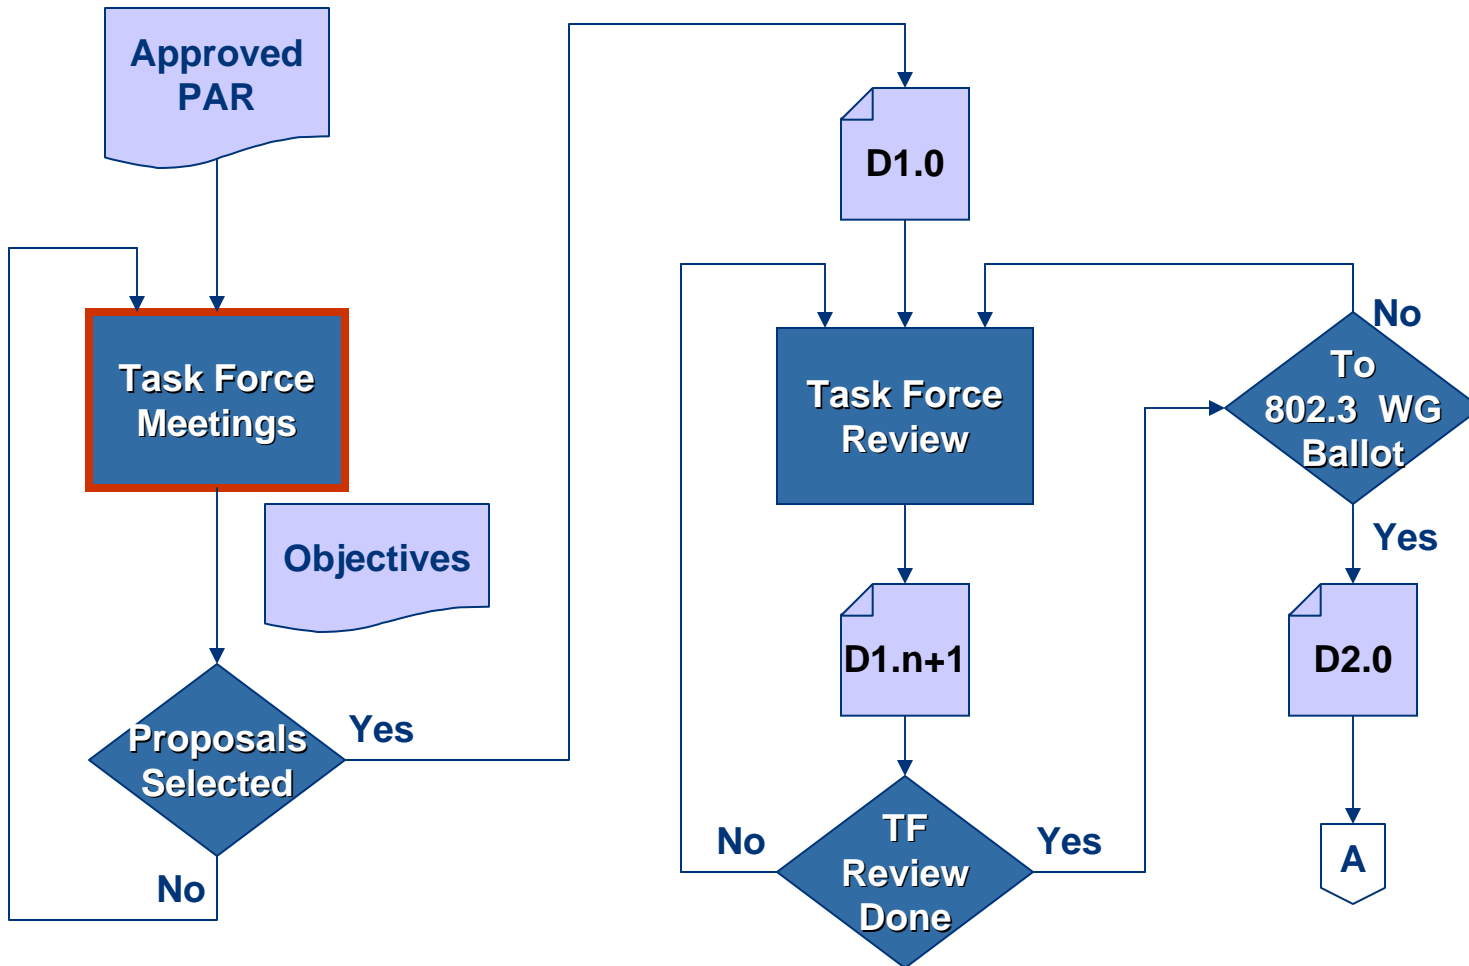 Approved
PAR
Task Force
Meetings
Objectives
Proposals
Selected
Yes
No
D1.0
Task Force
Review
D1.n+1
TF
Review
Done
No
Yes
To
802.3 WG
Ballot
No
Yes
D2.0
A